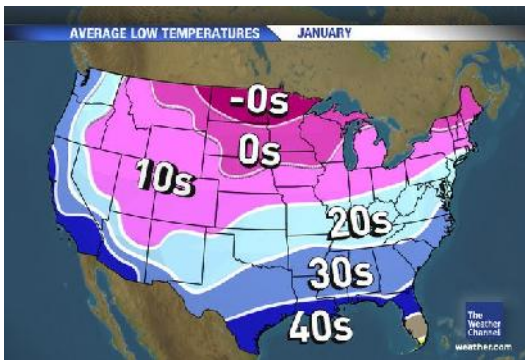 AVERAGE LOW TEMPERATURES JANUARY
-0s
0s
10s
20s
30s
40s
The
Weather
Channel
weather.com